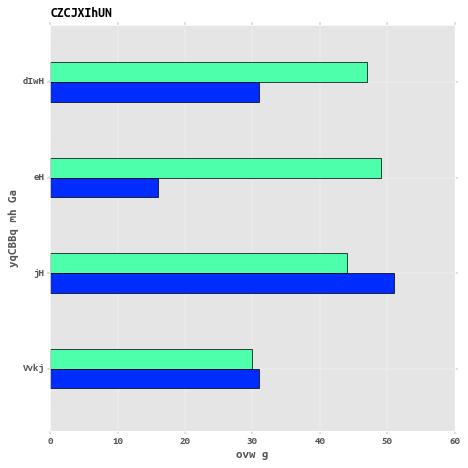 CZCJXIhUN
dIwH
eH
jH
Vvkj
yqCBBq mh Ga
0 10 20 30 40 50 60
ovw g